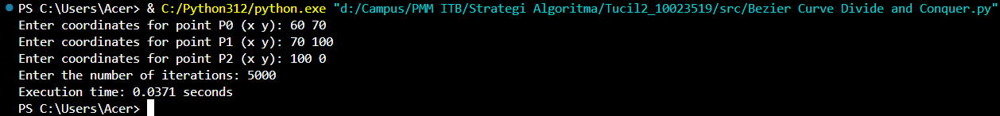 PS C:\Users\Acer> & C:/Python312/python.exe "d:/Campus/PMM ITB/Strategi Algoritma/Tucil2_10023519/src/Bezier Curve Divide and Conquer.py"
Enter coordinates for point P0 (x y): 60 70
Enter coordinates for point P1 (x y): 70 100
Enter coordinates for point P2 (x y): 100 0
Enter the number of iterations: 5000
Execution time: 0.0371 seconds
PS C:\Users\Acer>